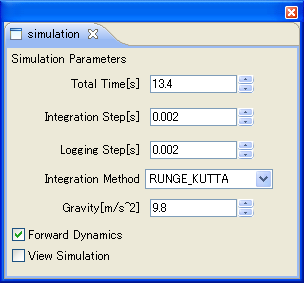 simulation
Simulation Parameters
Total Time[s] 13.4
Integration Step[s] 0.002
Logging Step[s] 0.002
Integration Method RUNGE_KUTTA
Gravity[m/s^2] 9.8
Forward Dynamics
View Simulation